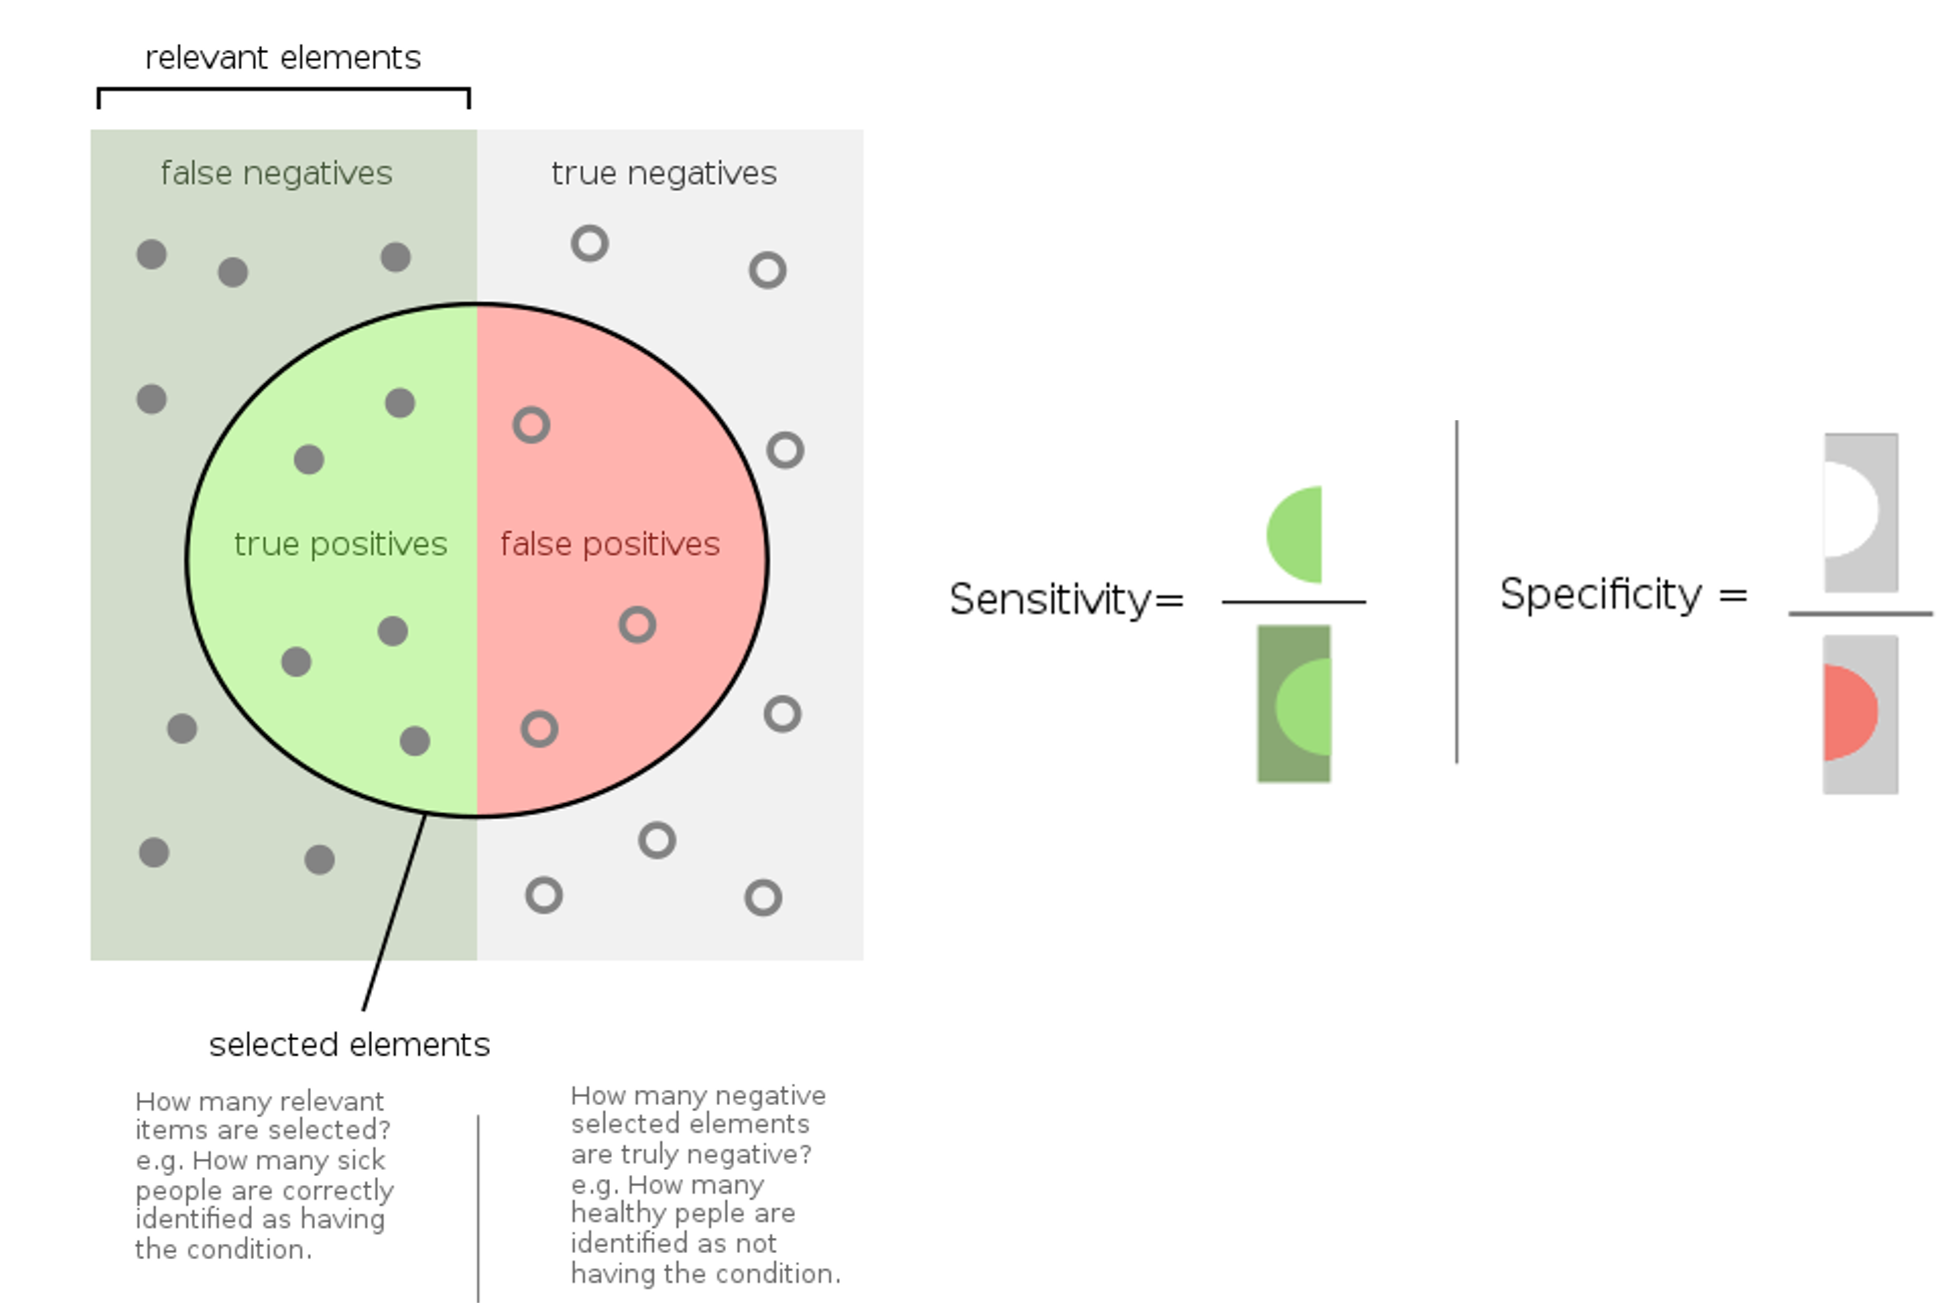 relevant elements
false negatives
true negatives
true positives
false positives
Sensitivity=
Specificity =
selected elements
How many relevant
items are selected?
e.g. How many sick
people are correctly
identified as having
the condition.
How many negative
selected elements
are truly negative?
e.g. How many
healthy peple are
identified as not
having the condition.